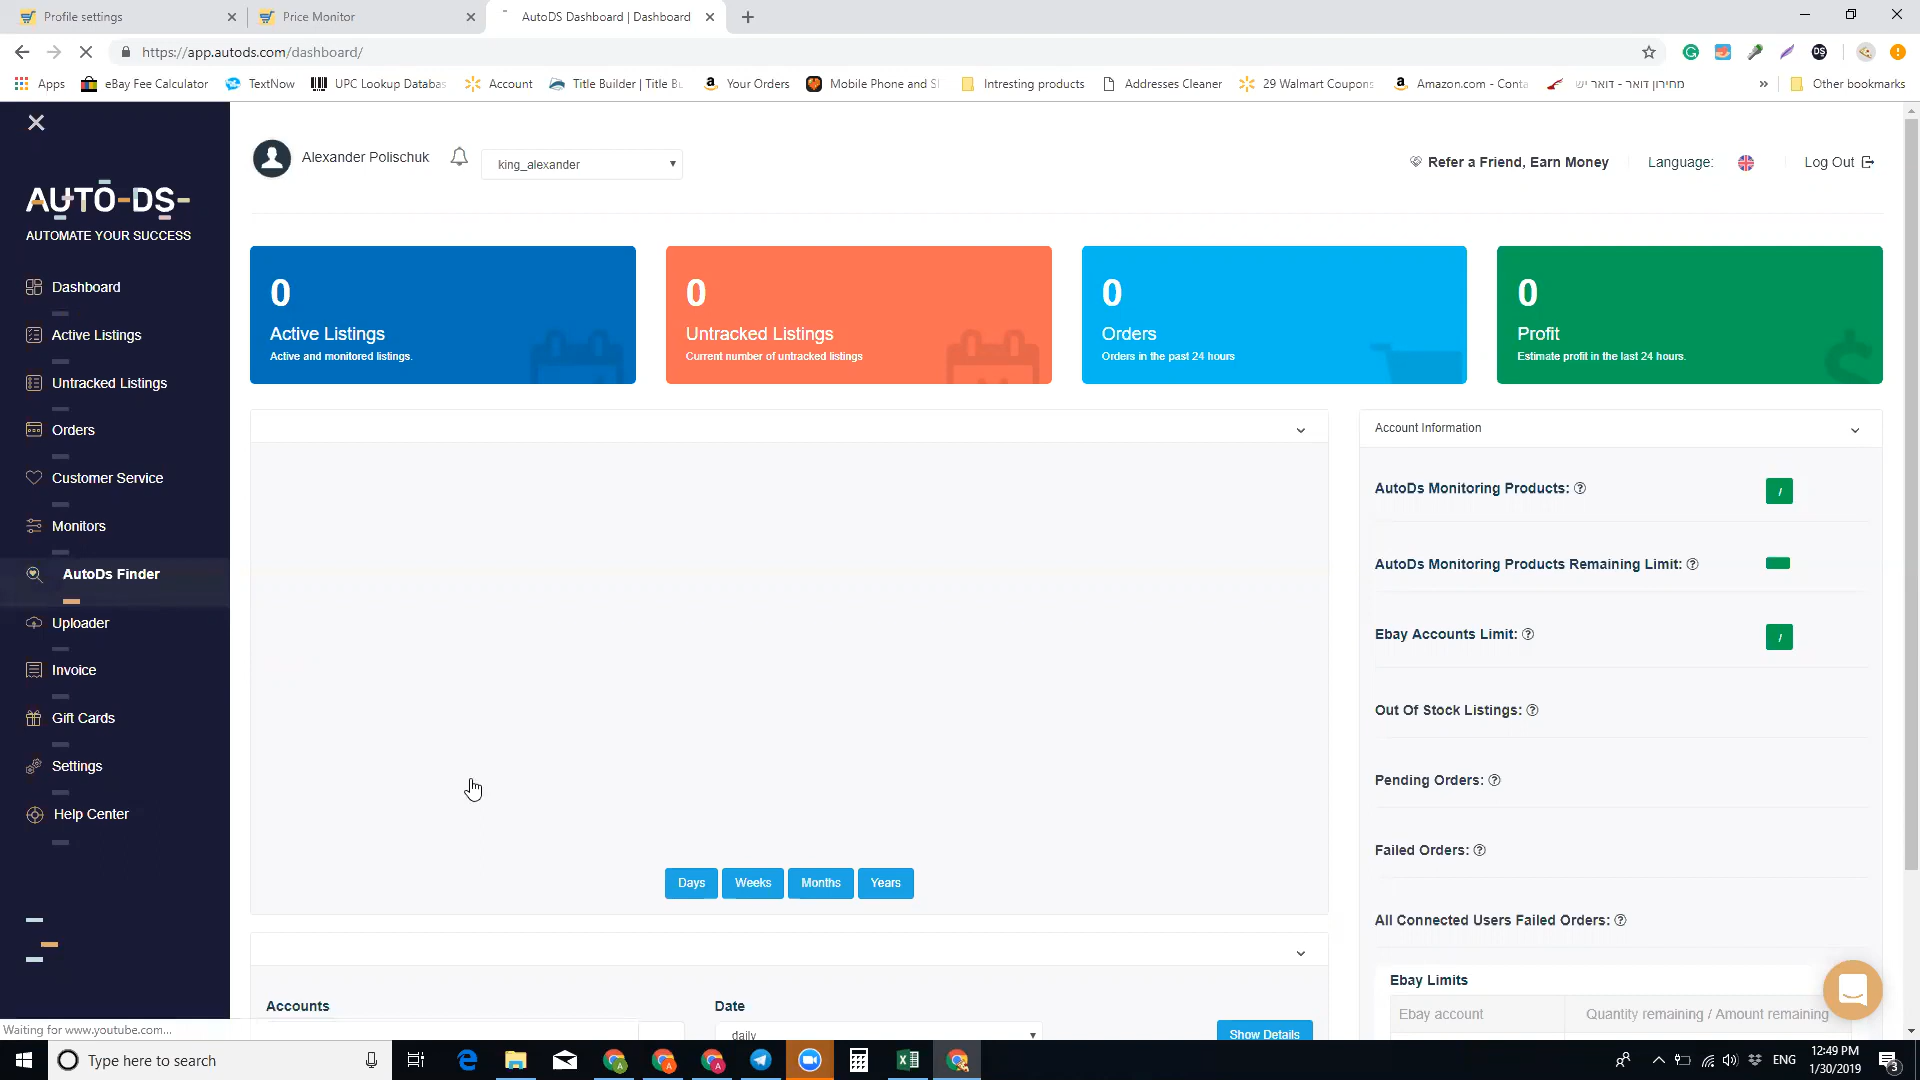 Profile settings
Price Monitor
AutoDS Dashboard | Dashboard
https://app.autods.com/dashboard/
Apps
eBay Fee Calculator
TextNow
UPC Lookup Databas
Account
Title Builder | Title Bu
Your Orders
Mobile Phone and S
Intresting products
Addresses Cleaner
29 Walmart Coupons
Amazon.com - Conta
מחירון דואר - דואר יש
»
Other bookmarks
AUTO-DS-
AUTOMATE YOUR SUCCESS
Dashboard
Active Listings
Untracked Listings
Orders
Customer Service
Monitors
AutoDs Finder
Uploader
Invoice
Gift Cards
Settings
Help Center
Alexander Polischuk
king_alexander
Refer a Friend, Earn Money
Language:
Log Out
0
Active Listings
Active and monitored listings.
0
Untracked Listings
Current number of untracked listings
0
Orders
Orders in the past 24 hours
0
Profit
Estimate profit in the last 24 hours.
Days
Weeks
Months
Years
Accounts
Date
daily
Show Details
Account Information
AutoDs Monitoring Products:
/
AutoDs Monitoring Products Remaining Limit:
Ebay Accounts Limit:
/
Out Of Stock Listings:
Pending Orders:
Failed Orders:
All Connected Users Failed Orders:
Ebay Limits
Ebay account
Quantity remaining / Amount remaining
Waiting for www.youtube.com...
Type here to search
ENG
12:49 PM
1/30/2019
3